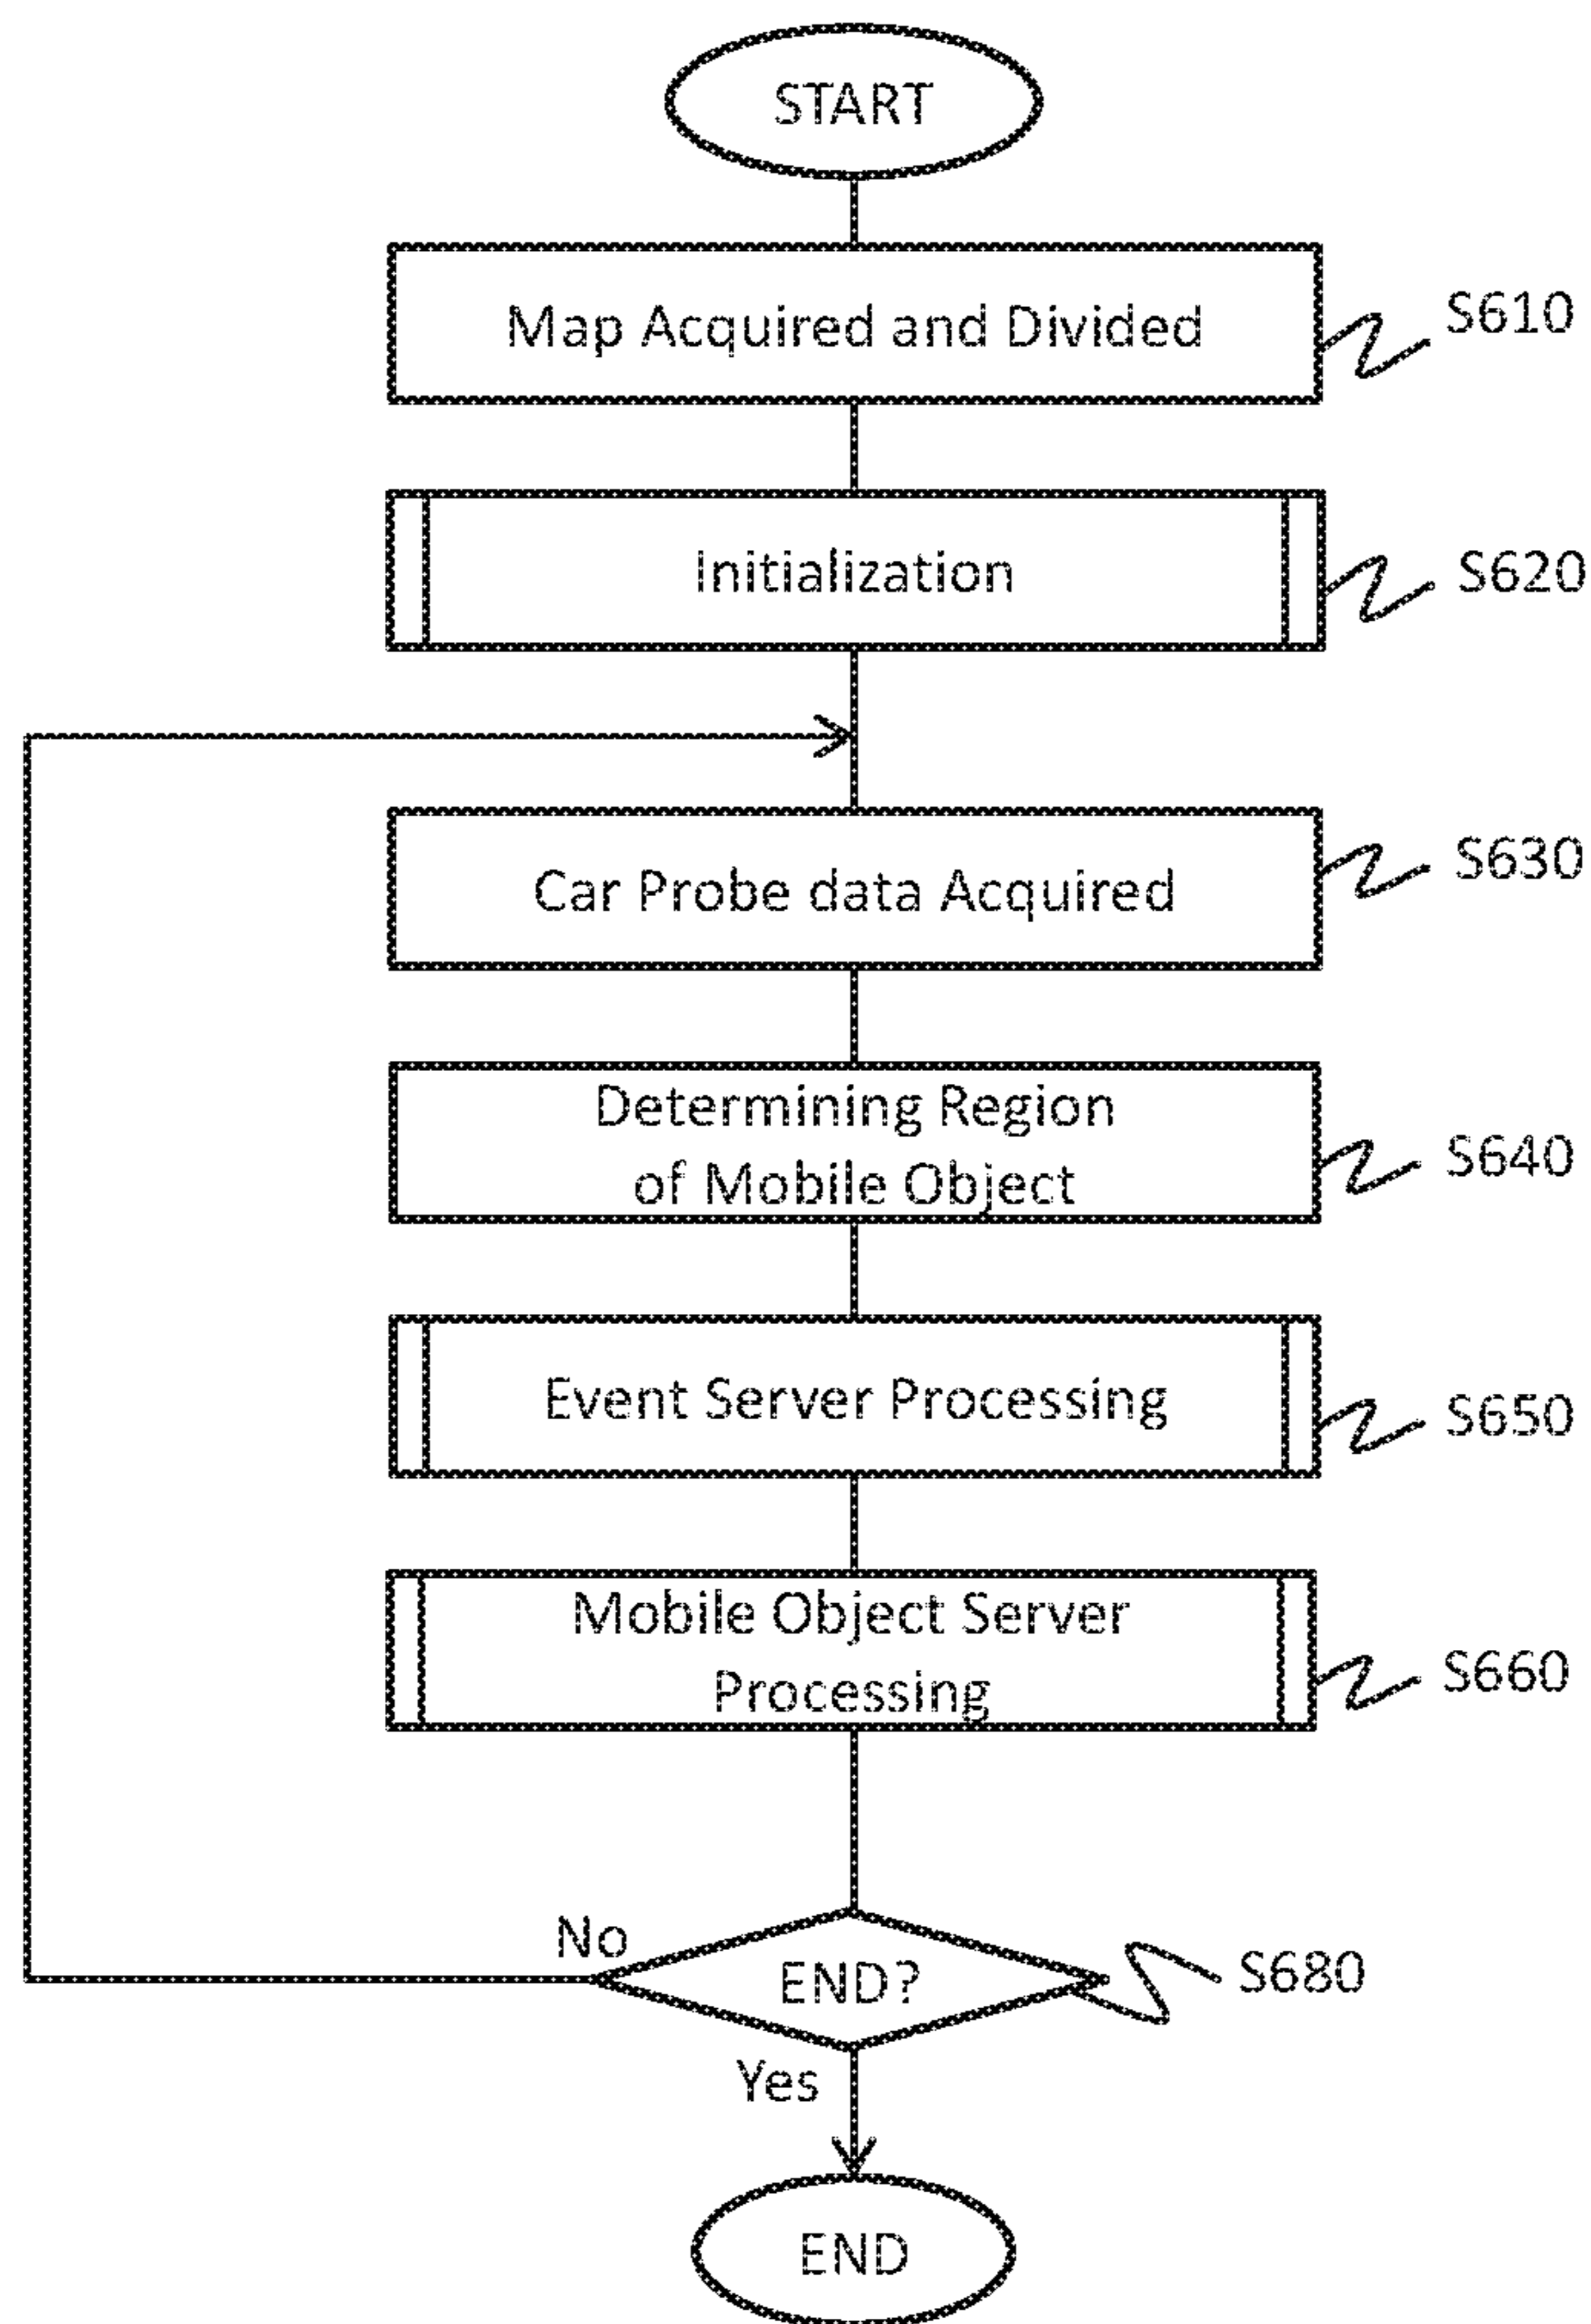 START
Map Acquired and Divided
S610
Initialization
S620
Car Probe data Acquired
S630
Determining Region
of Mobile Object
S640
Event Server Processing
S650
Mobile Object Server
Processing
S660
No
END?
S680
Yes
END